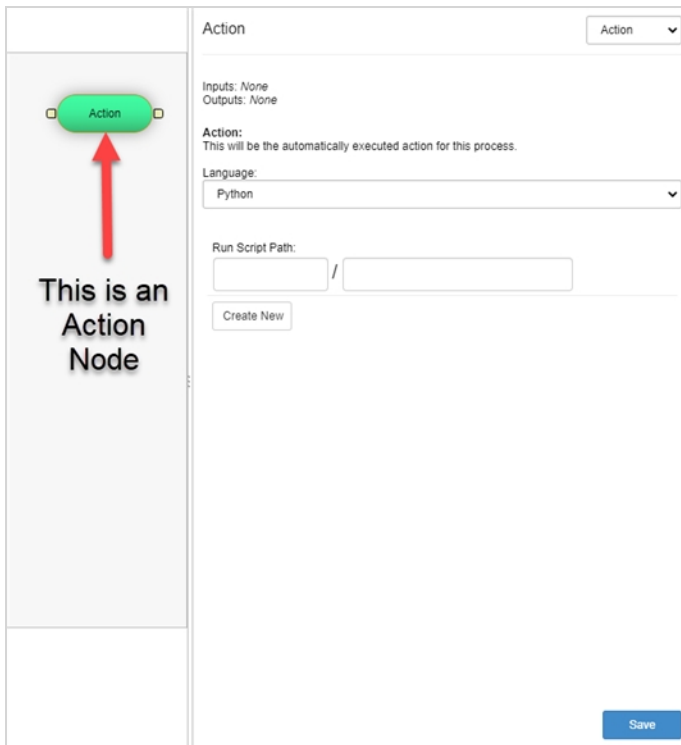 Action
Action
Action
Inputs: None
Outputs: None
Action:
This will be the automatically executed action for this process.
Language:
Python
Run Script Path:
/
Create New
This is an
Action
Node
Save